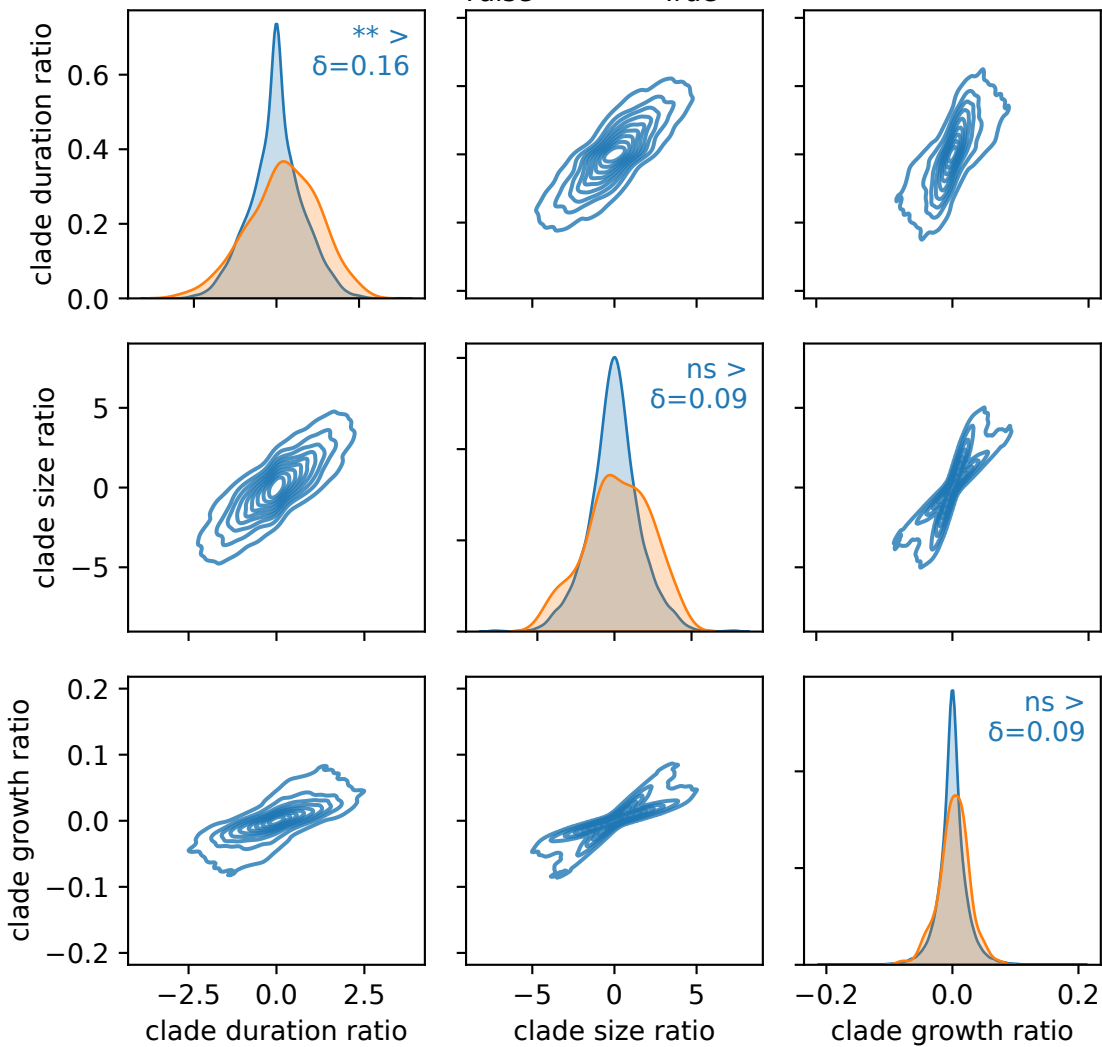 ** >
δ=0.16
clade duration ratio
0.6
0.4
0.2
0.0
ns >
δ=0.09
clade size ratio
5
0
−5
ns >
δ=0.09
clade growth ratio
0.2
0.1
0.0
−0.1
−0.2
−2.5 0.0 2.5
−5 0 5
−0.2 0.0 0.2
clade duration ratio
clade size ratio
clade growth ratio